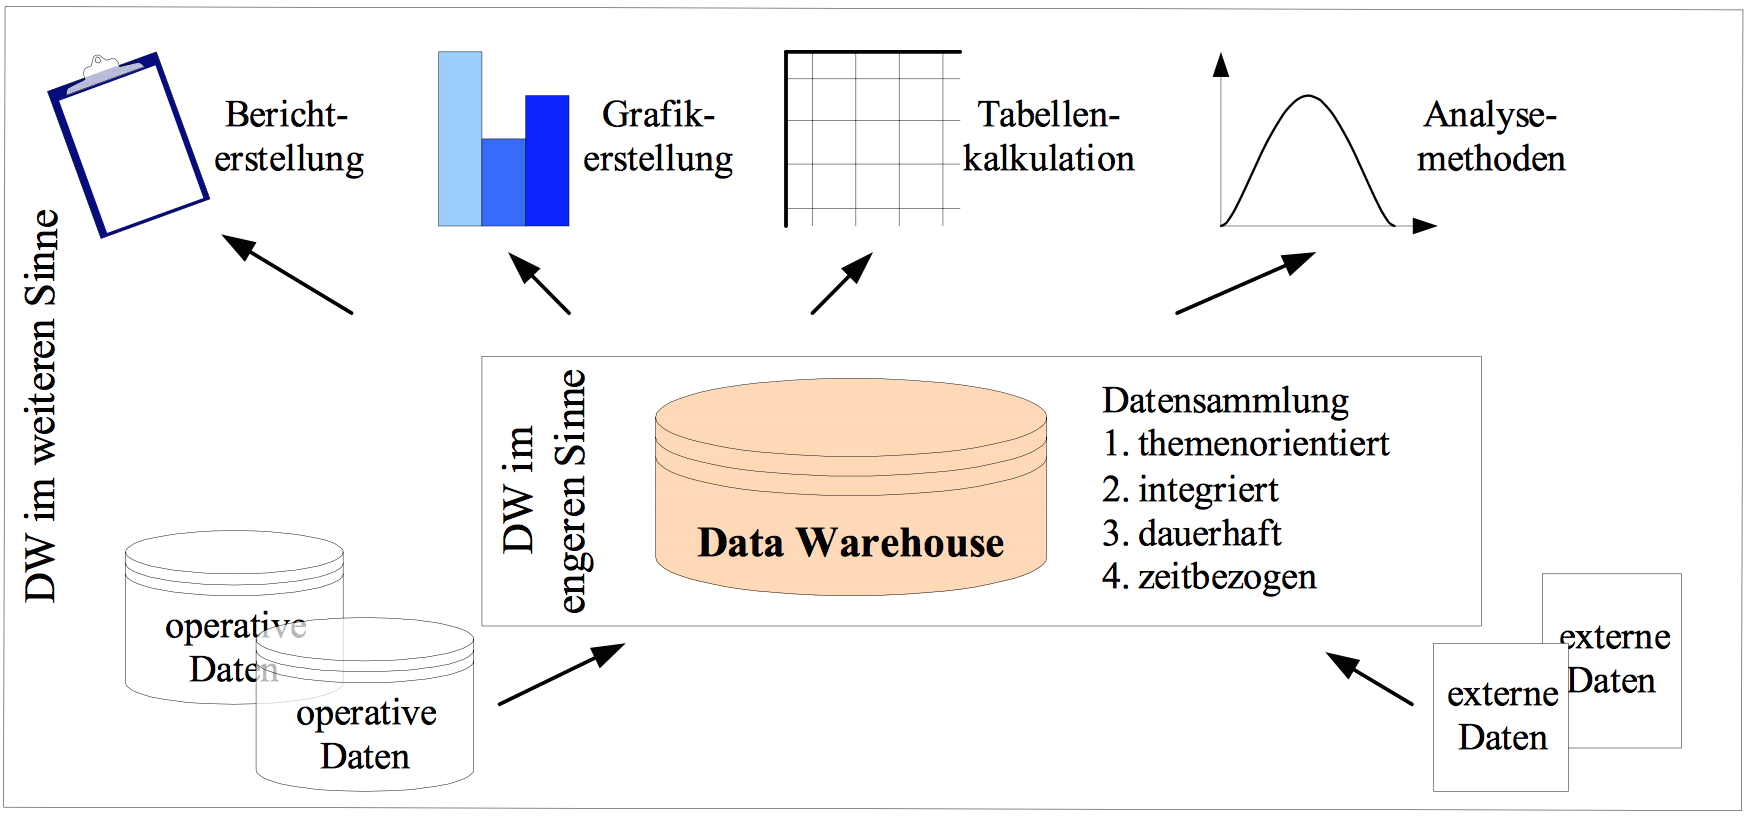 Bericht-
erstellung
Grafik-
erstellung
Tabellen-
kalkulation
Analyse-
methoden
DW im weiteren Sinne
DW im
engeren Sinne
Data Warehouse
Datensammlung
1. themenorientiert
2. integriert
3. dauerhaft
4. zeitbezogen
operative
Daten
operative
Daten
externe
Daten
externe
Daten